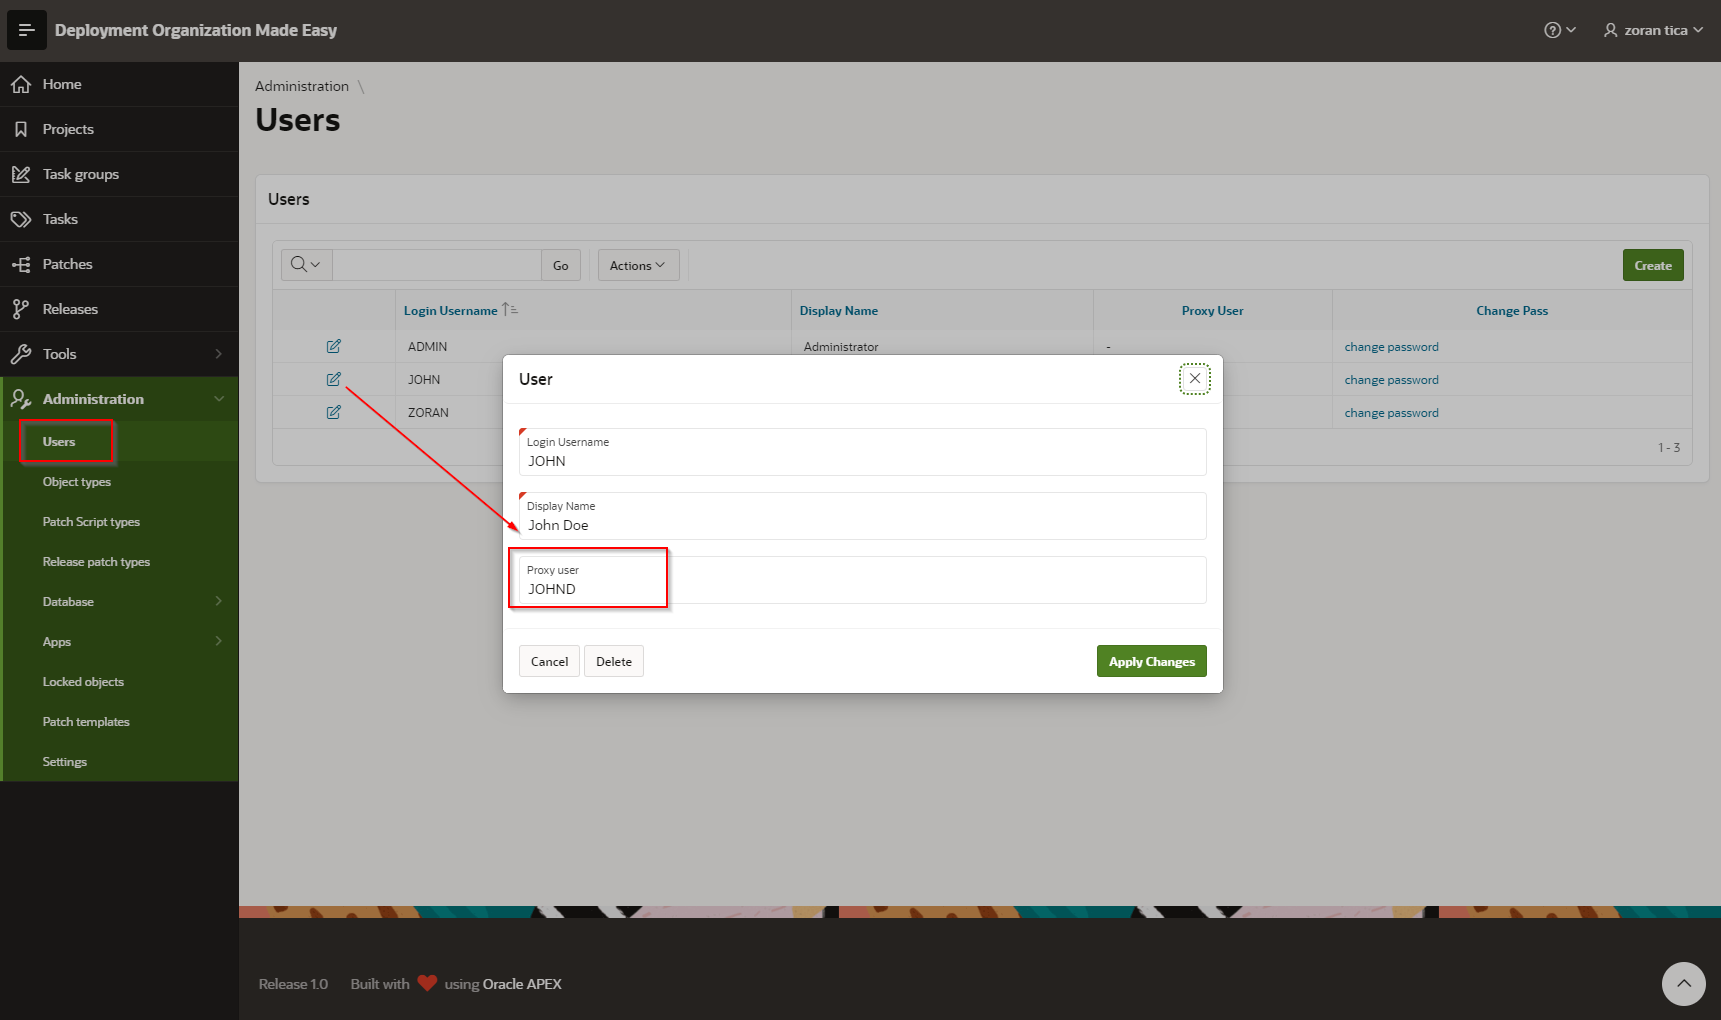 Deployment Organization Made Easy
zoran tica
Home
Projects
Task groups
Tasks
Patches
Releases
Tools
Administration
Users
Object types
Patch Script types
Release patch types
Database
Apps
Locked objects
Patch templates
Settings
Administration \
Users
Users
Go
Actions
Create
Login Username
Display Name
Proxy User
Change Pass
ADMIN
Administrator
-
change password
JOHN
change password
ZORAN
change password
1 - 3
User
Login Username
JOHN
Display Name
John Doe
Proxy user
JOHND
Cancel
Delete
Apply Changes
Release 1.0
Built with
using Oracle APEX